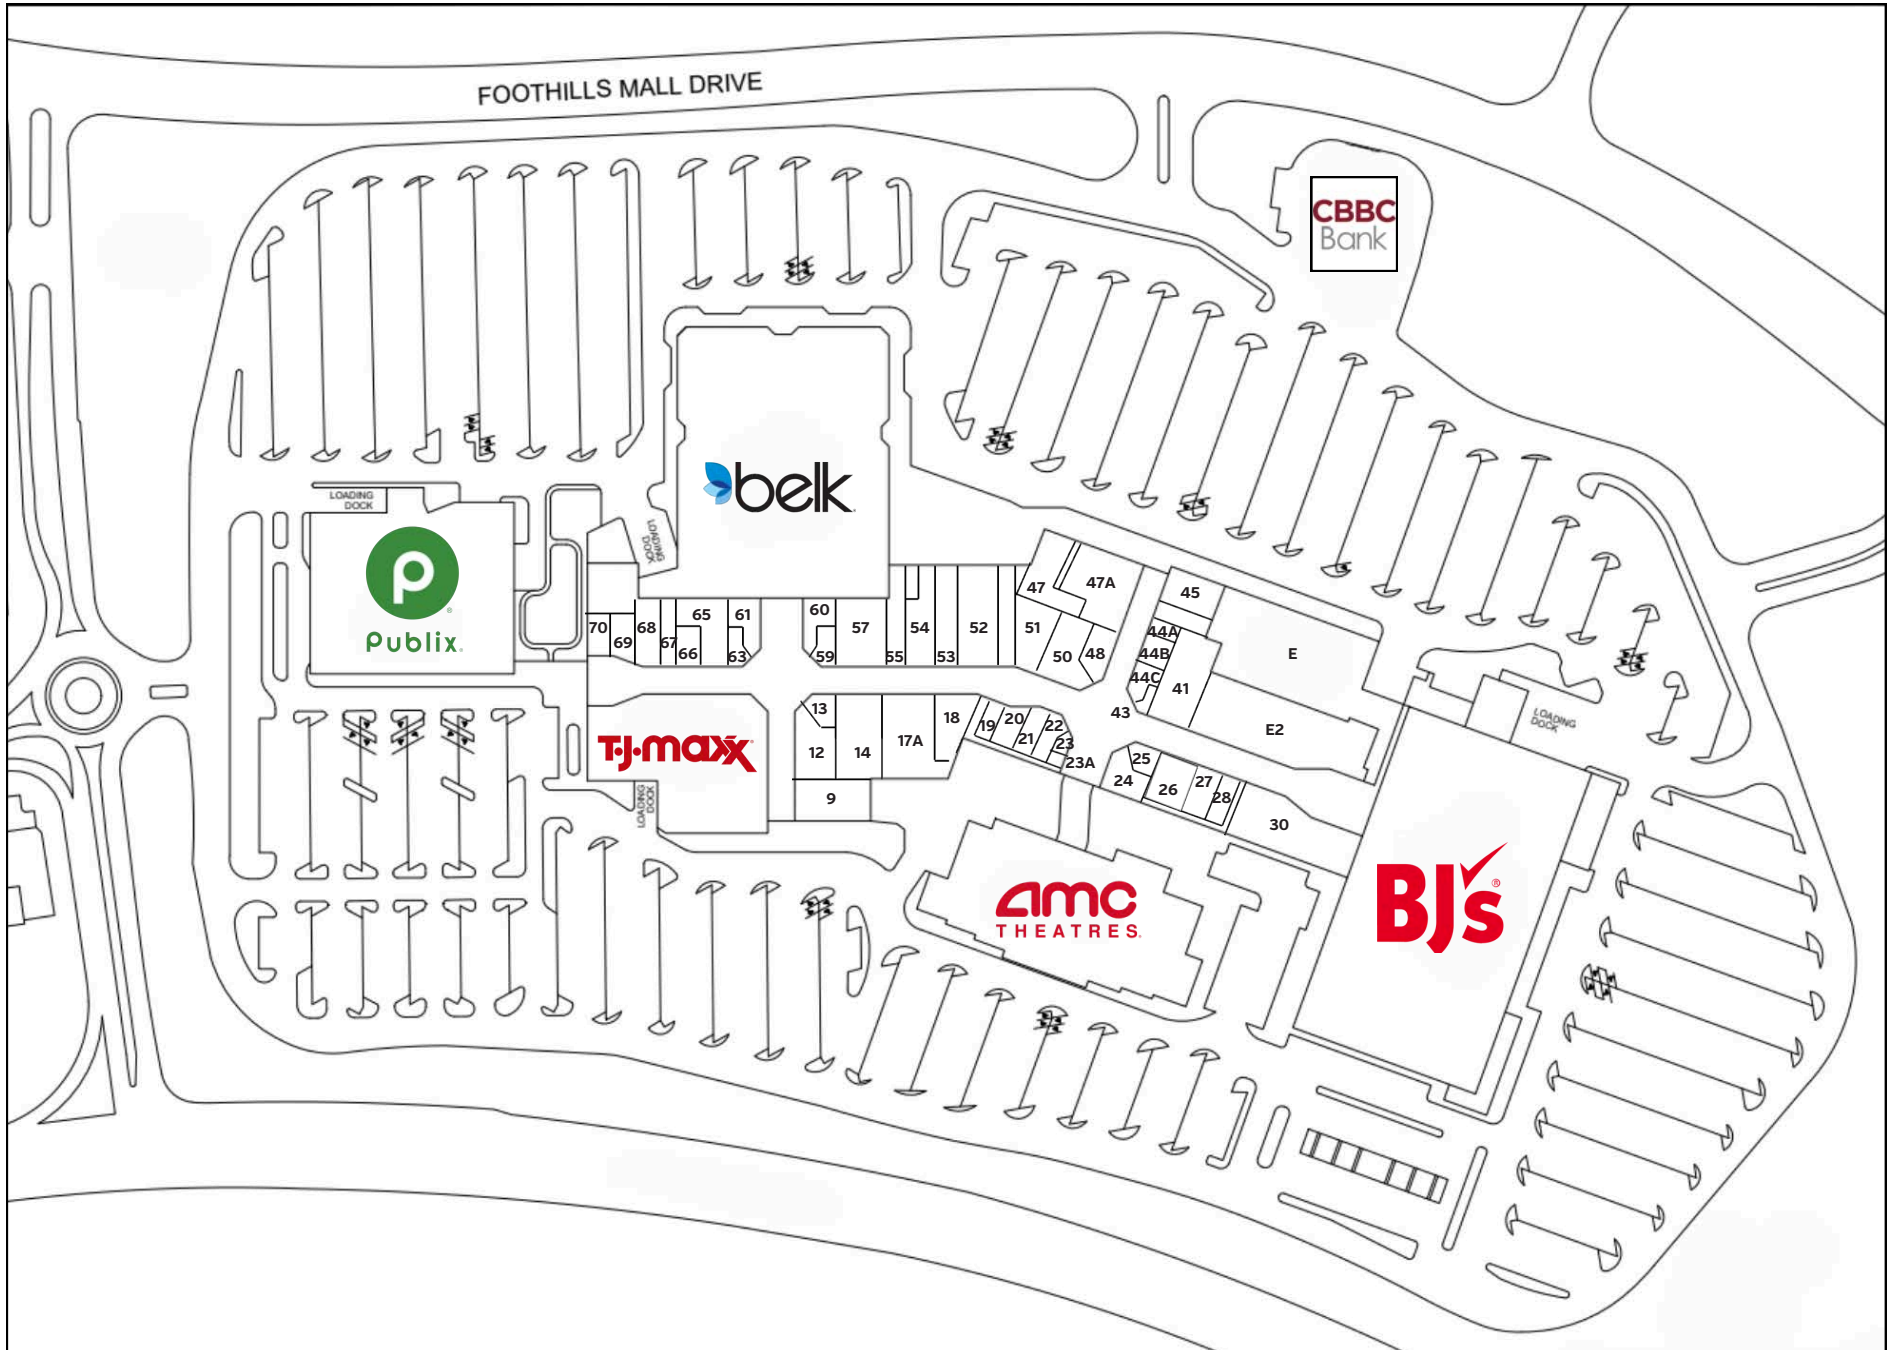 FOOTHILLS MALL DRIVE
CBBC
Bank
belk
LOADING
DOCK
LOADING
DOCK
Publix
47
47A
45
60
65
61
70
69
68
67
66
63
59
57
55
54
53
52
51
50
48
44A
44B
44C
43
41
E
E2
LOADING
DOCK
T·J·maxx
LOADING
DOCK
13
12
14
17A
18
9
19
20
21
22
23
23A
25
24
26
27
28
30
amc
THEATRES
BJ's